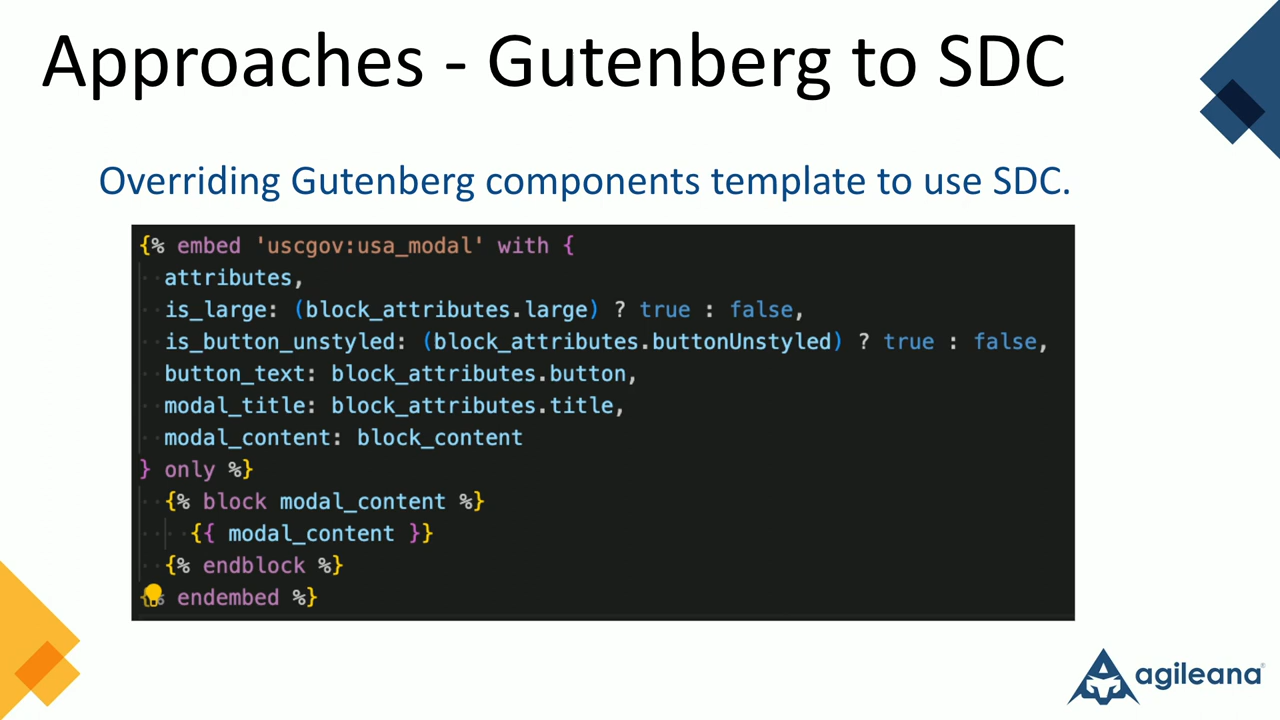 Approaches - Gutenberg to SDC
Overriding Gutenberg components template to use SDC.
{% embed 'uscgov:usa_modal' with {
attributes,
is_large: (block_attributes.large) ? true : false,
is_button_unstyled: (block_attributes.buttonUnstyled) ? true : false,
button_text: block_attributes.button,
modal_title: block_attributes.title,
modal_content: block_content
} only %}
{% block modal_content %}
{{ modal_content }}
{% endblock %}
{% endembed %}
agileana®